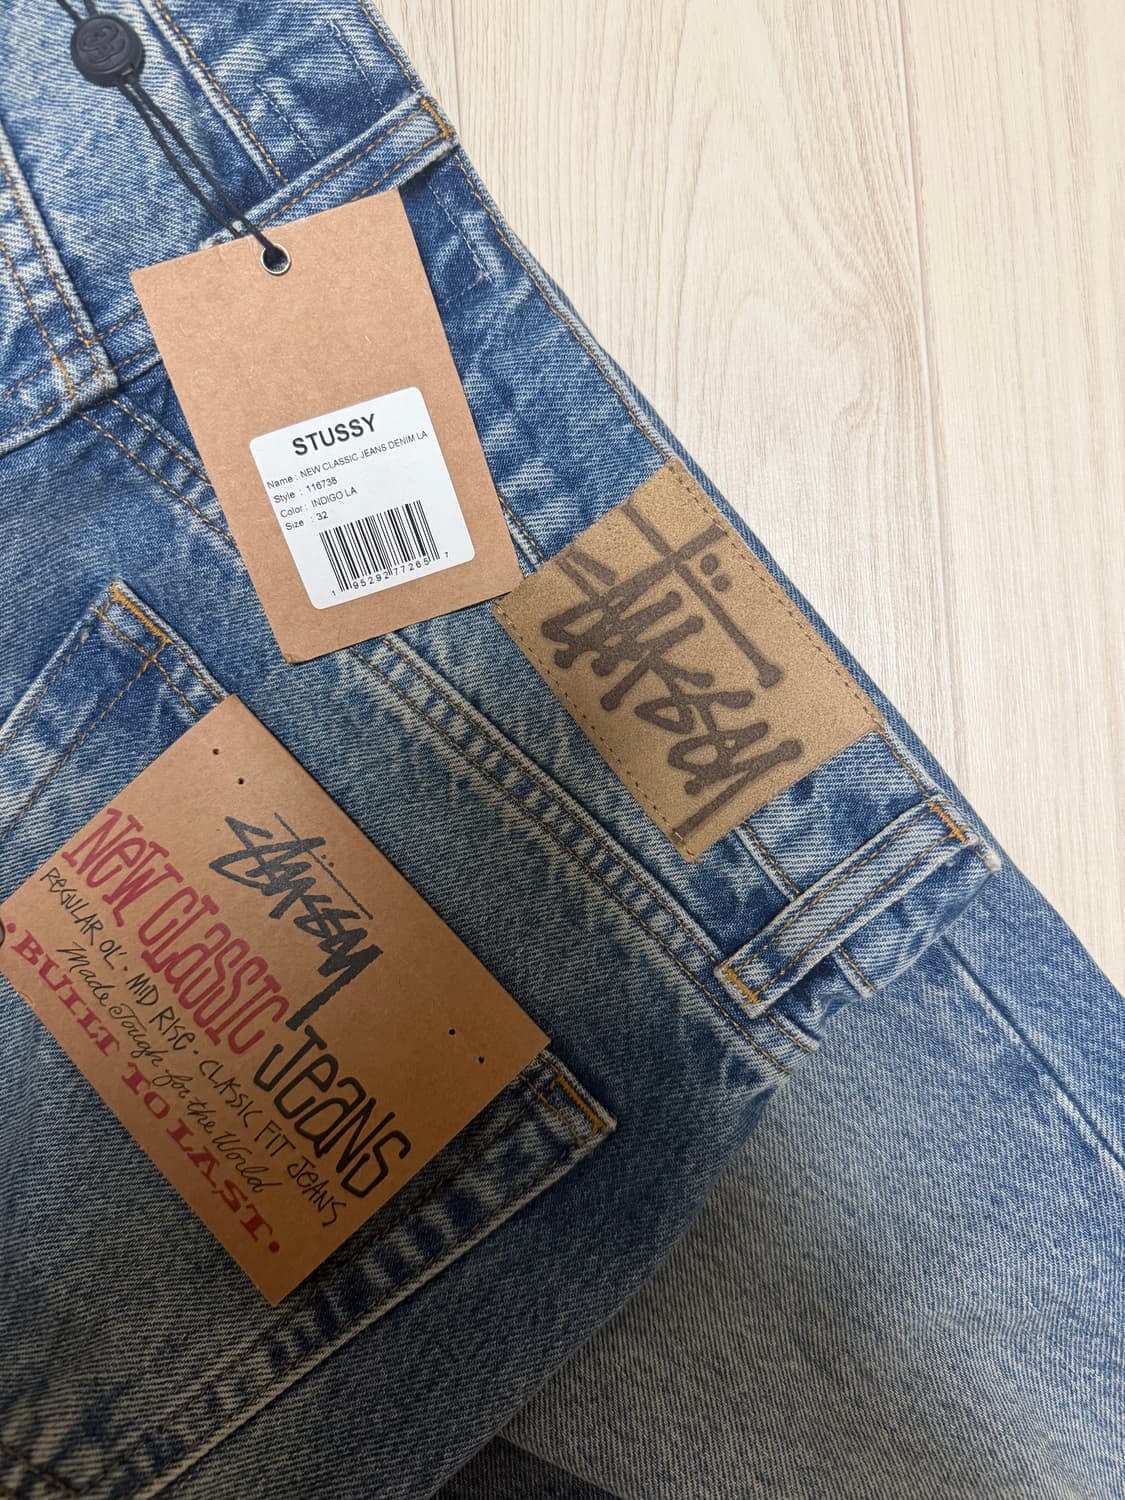 STUSSY
Name : NEW CLASSIC JEANS DENIM LA
Style : 116738
Color : INDIGO LA
Size : 32
1 95292 77265 7
Stüssy
Stüssy
NEW CLASSIC JEANS
REGULAR OL'. MID RISE. CLASSIC FIT JEANS
Made Tough for the World
.BUILT TO LAST.